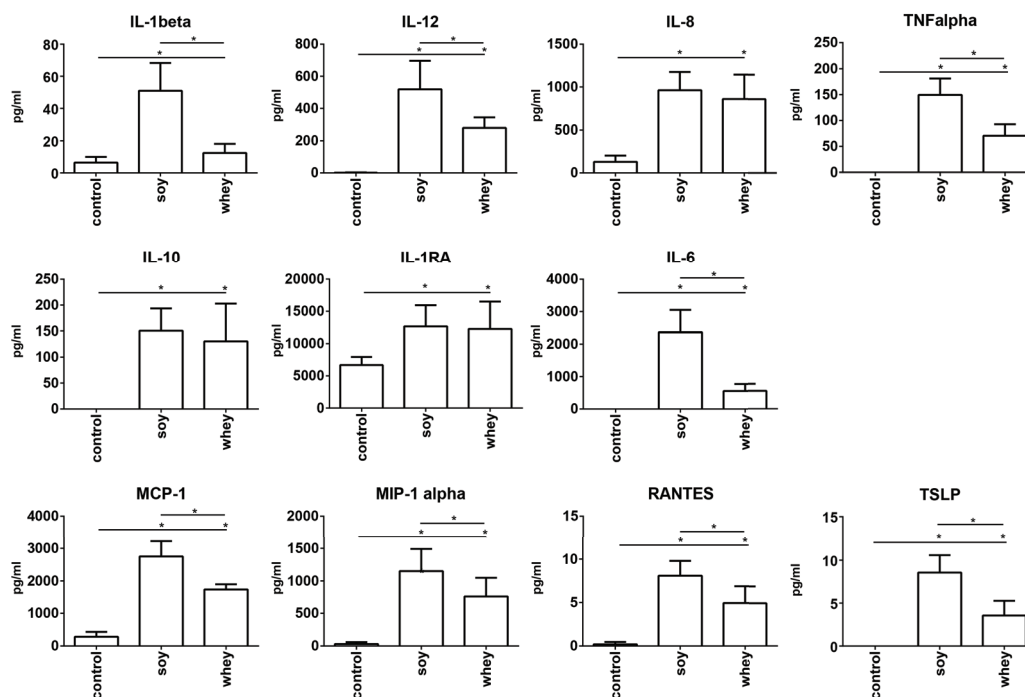 IL-1beta
pg/ml
80
60
40
20
0
*
*
control
soy
whey
IL-12
pg/ml
800
600
400
200
0
*
* *
control
soy
whey
IL-8
pg/ml
1500
1000
500
0
* *
control
soy
whey
TNFalpha
pg/ml
250
200
150
100
50
0
*
* *
control
soy
whey
IL-10
pg/ml
250
200
150
100
50
0
* *
control
soy
whey
IL-1RA
pg/ml
20000
15000
10000
5000
0
* *
control
soy
whey
IL-6
pg/ml
4000
3000
2000
1000
0
*
* *
control
soy
whey
MCP-1
pg/ml
4000
3000
2000
1000
0
*
* *
control
soy
whey
MIP-1 alpha
pg/ml
2000
1500
1000
500
0
*
* *
control
soy
whey
RANTES
pg/ml
15
10
5
0
*
* *
control
soy
whey
TSLP
pg/ml
15
10
5
0
*
* *
control
soy
whey